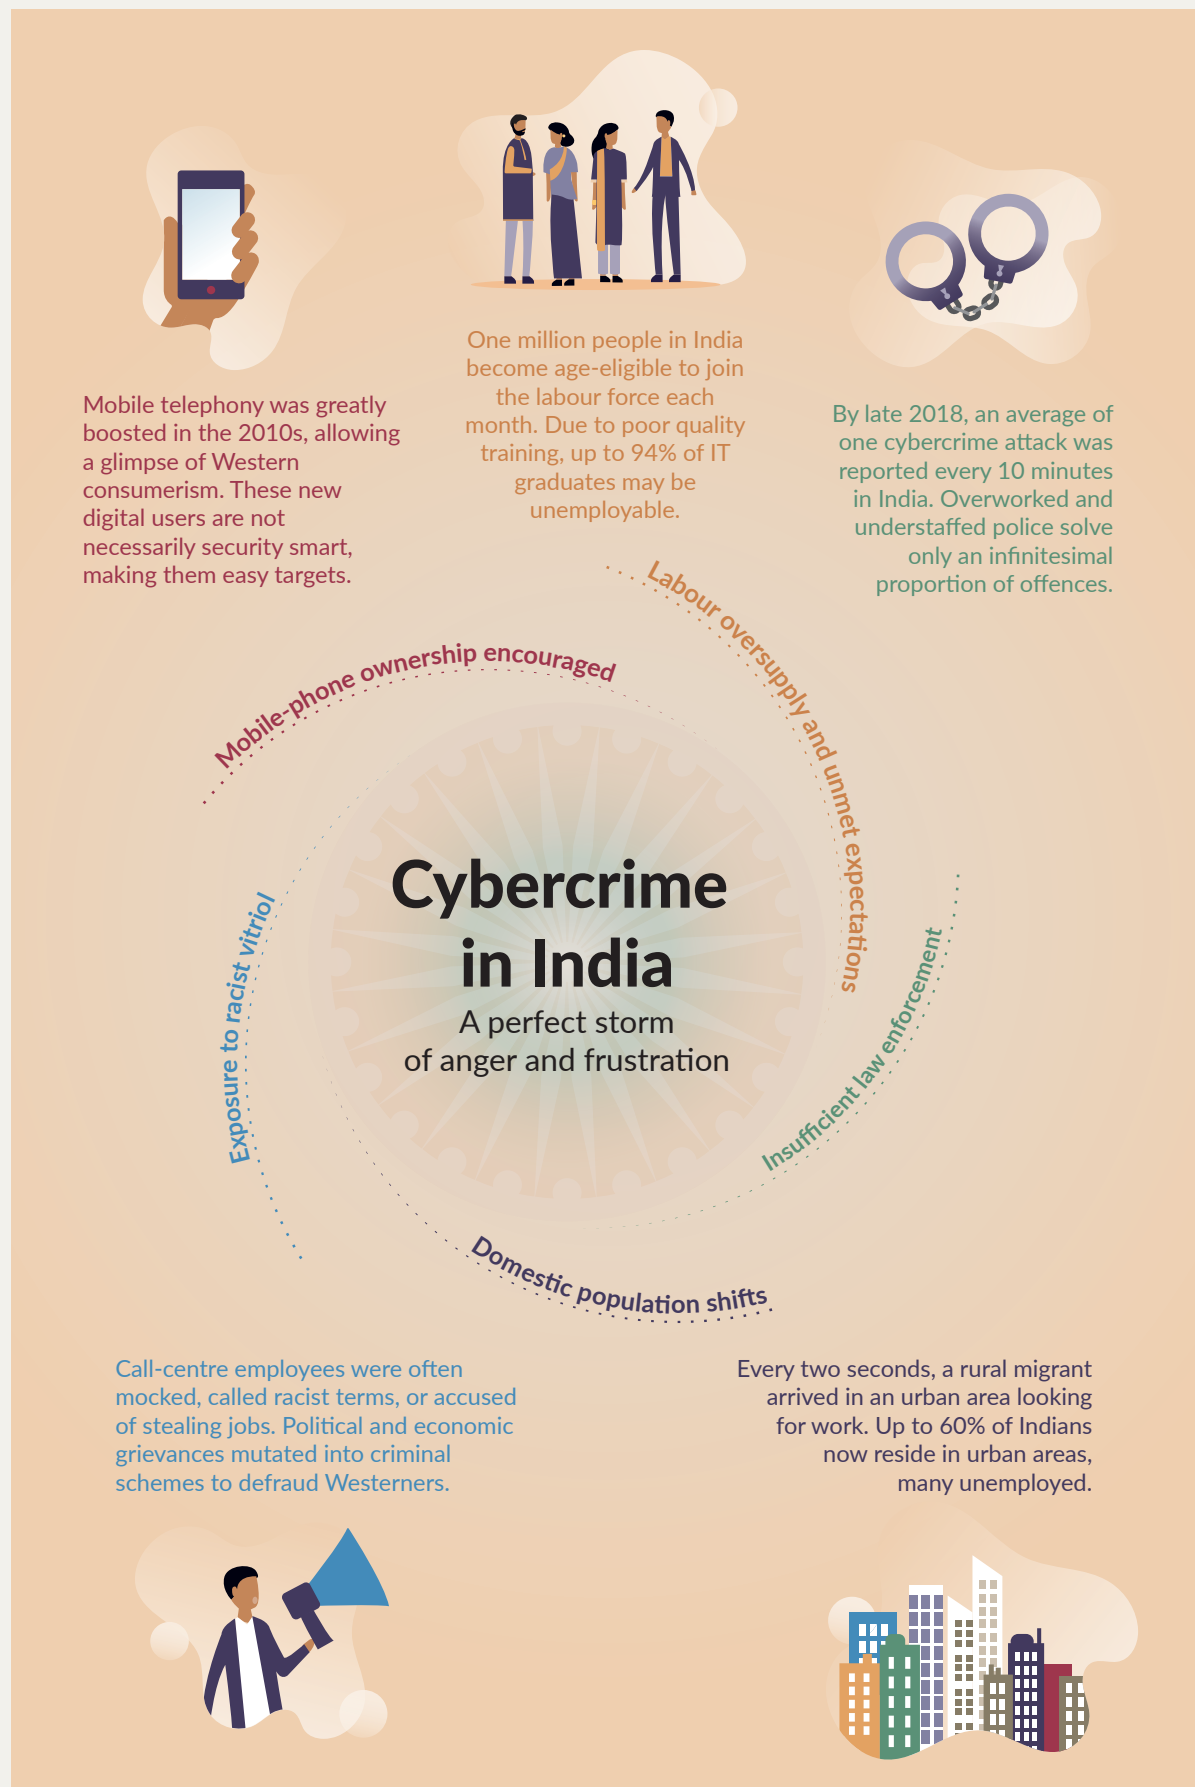 Mobile telephony was greatly
boosted in the 2010s, allowing
a glimpse of Western
consumerism. These new
digital users are not
necessarily security smart,
making them easy targets.
One million people in India
become age-eligible to join
the labour force each
month. Due to poor quality
training, up to 94% of IT
graduates may be
unemployable.
By late 2018, an average of
one cybercrime attack was
reported every 10 minutes
in India. Overworked and
understaffed police solve
only an infinitesimal
proportion of offences.
Mobile-phone ownership encouraged
Labour oversupply and unmet expectations
Cybercrime
in India
A perfect storm
of anger and frustration
Exposure to racist vitriol
Insufficient law enforcement
Domestic population shifts
Call-centre employees were often
mocked, called racist terms, or accused
of stealing jobs. Political and economic
grievances mutated into criminal
schemes to defraud Westerners.
Every two seconds, a rural migrant
arrived in an urban area looking
for work. Up to 60% of Indians
now reside in urban areas,
many unemployed.